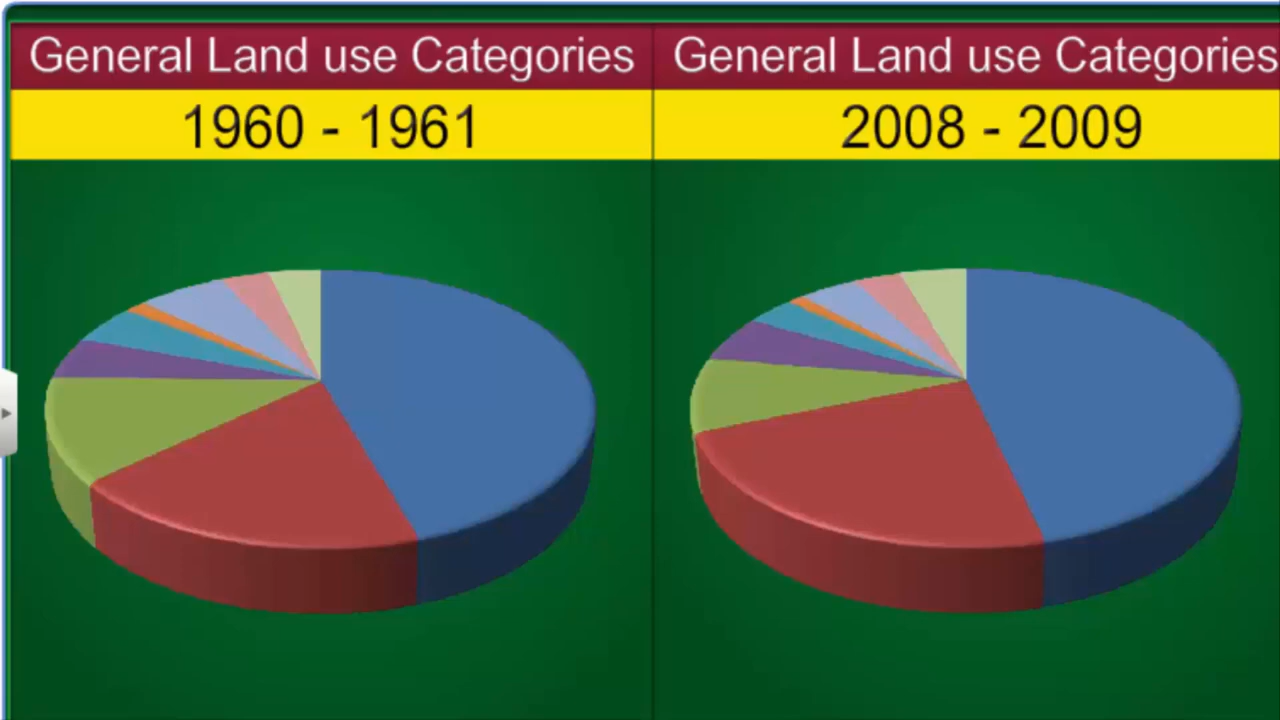 General Land use Categories
1960 - 1961
General Land use Categories
2008 - 2009